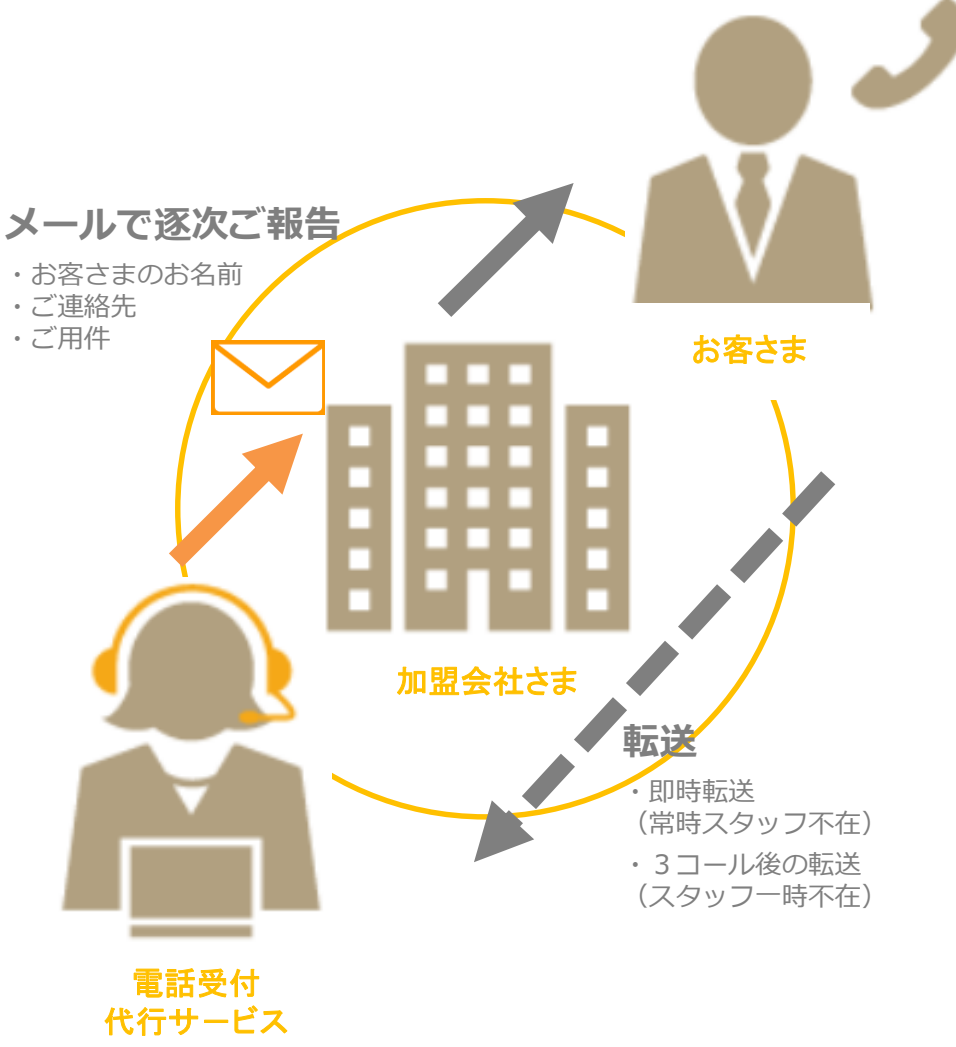 メールで逐次ご報告
・お客さまのお名前
・ご連絡先
・ご用件
お客さま
加盟会社さま
転送
・即時転送
（常時スタッフ不在）
・３コール後の転送
（スタッフ一時不在）
電話受付
代行サービス